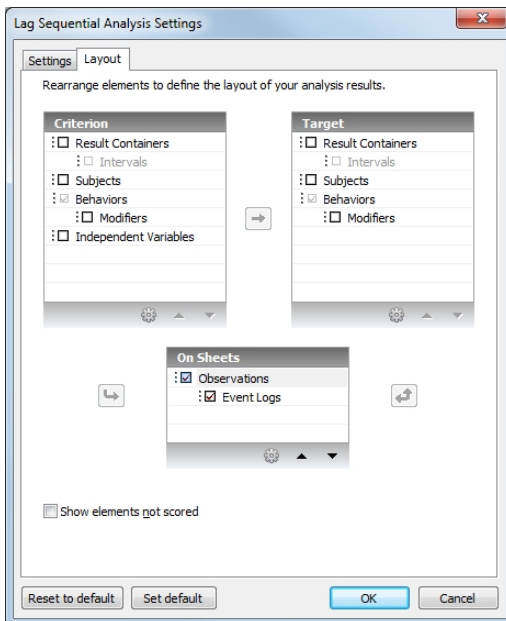 Lag Sequential Analysis Settings
Settings Layout
Rearrange elements to define the layout of your analysis results.
Criterion
Result Containers
Intervals
Subjects
Behaviors
Modifiers
Independent Variables
Target
Result Containers
Intervals
Subjects
Behaviors
Modifiers
On Sheets
Observations
Event Logs
Show elements not scored
Reset to default Set default OK Cancel